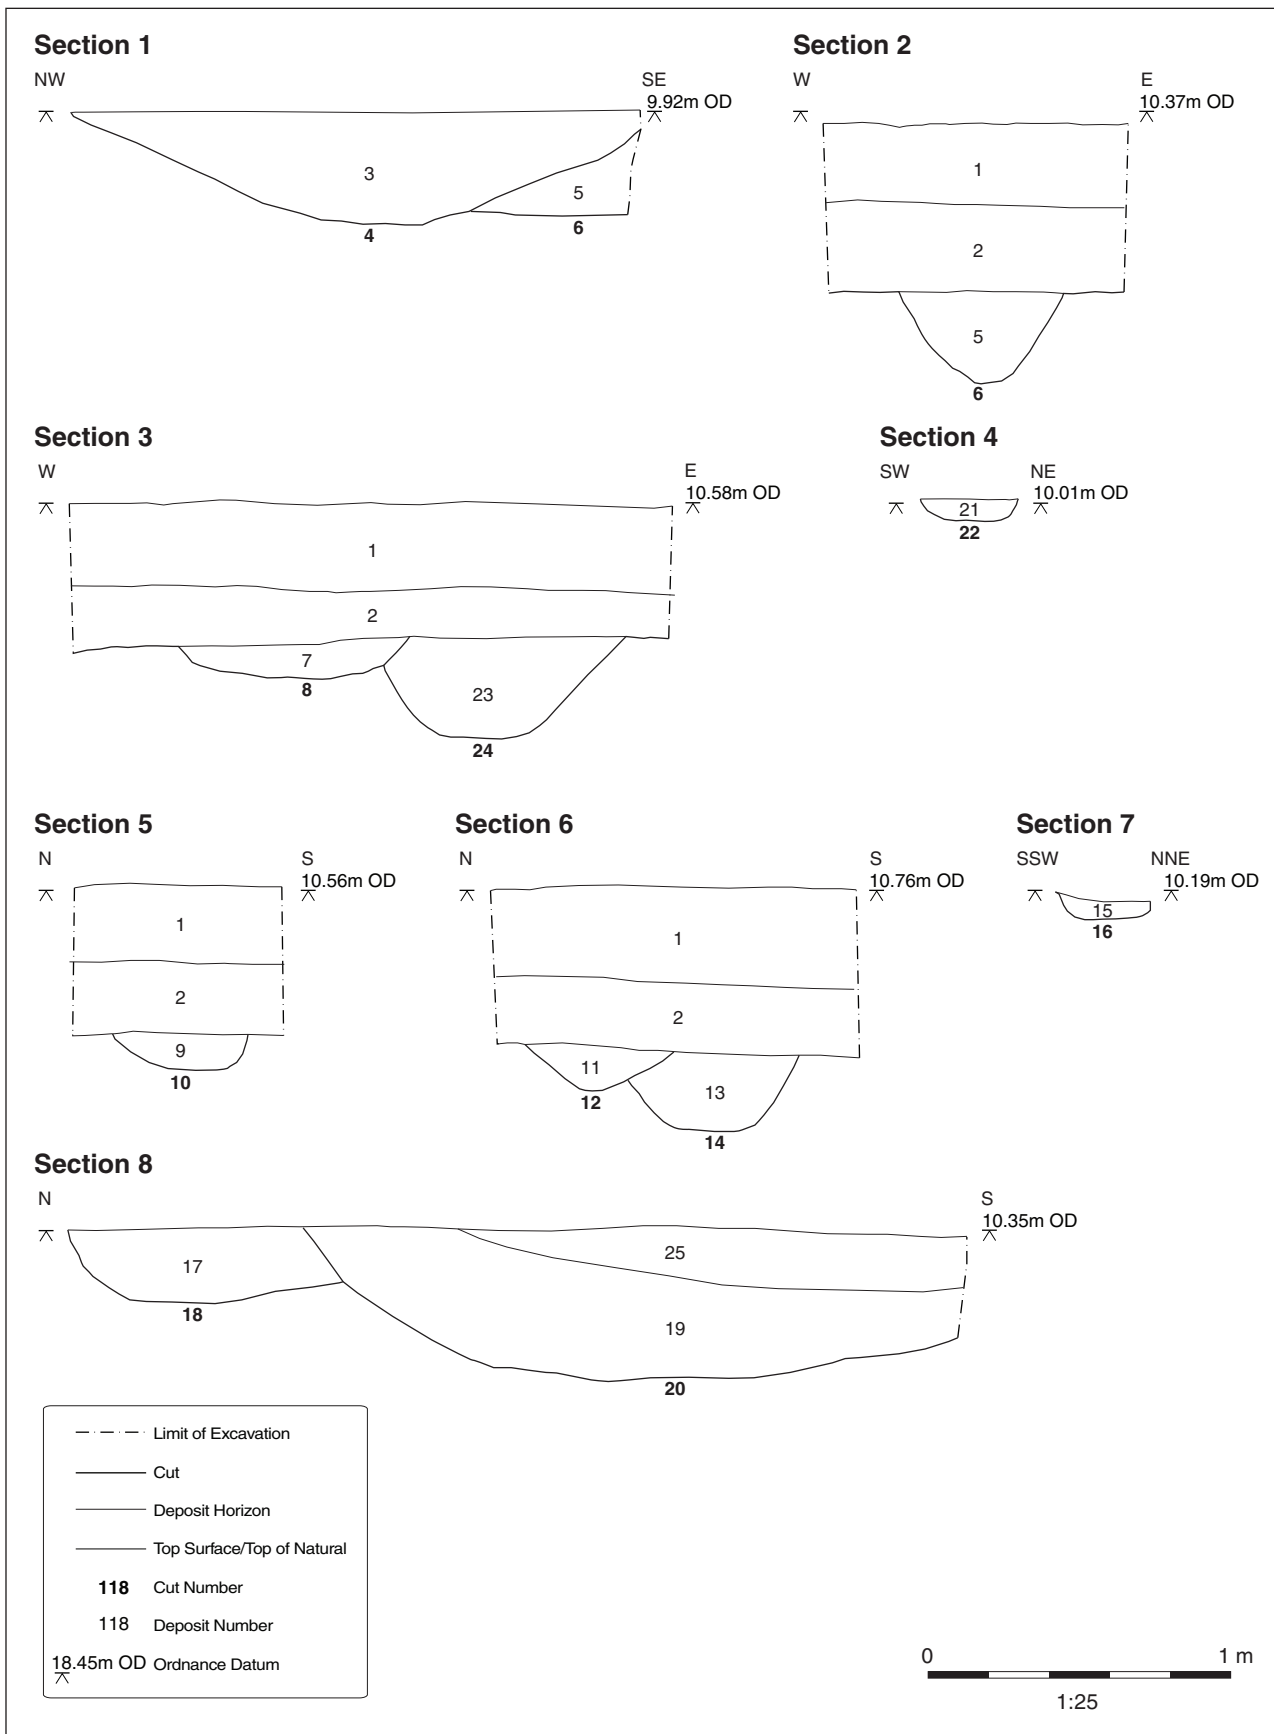 Section 1
NW
SE
9.92m OD
3
5
4
6
Section 2
W
E
10.37m OD
1
2
5
6
Section 3
W
E
10.58m OD
1
2
7
8
23
24
Section 4
SW
NE
10.01m OD
21
22
Section 5
N
S
10.56m OD
1
2
9
10
Section 6
N
S
10.76m OD
1
2
11
12
13
14
Section 7
SSW
NNE
10.19m OD
15
16
Section 8
N
S
10.35m OD
17
18
25
19
20
Limit of Excavation
Cut
Deposit Horizon
Top Surface/Top of Natural
118 Cut Number
118 Deposit Number
18.45m OD Ordnance Datum
0 1 m
1:25